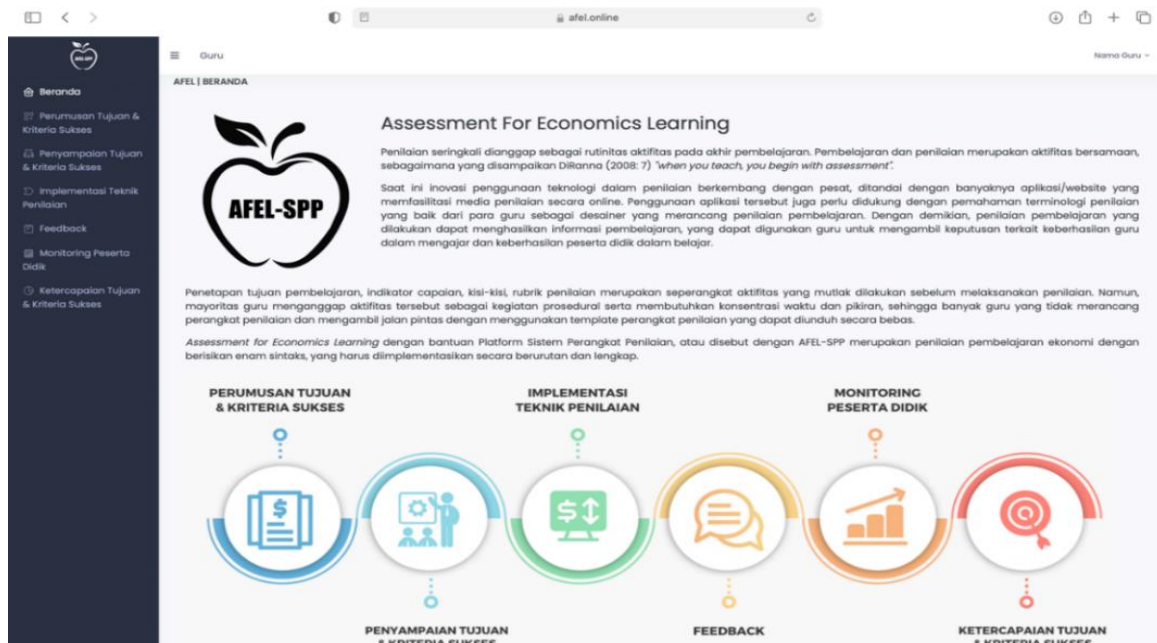 afel.online
AFEL-SPP
Guru
Nama Guru
AFEL | BERANDA
Beranda
Perumusan Tujuan &
Kriteria Sukses
Penyampaian Tujuan
& Kriteria Sukses
Implementasi Teknik
Penilaian
Feedback
Monitoring Peserta
Didik
Ketercapaian Tujuan
& Kriteria Sukses
AFEL-SPP
Assessment For Economics Learning
Penilaian seringkali dianggap sebagai rutinitas aktifitas pada akhir pembelajaran. Pembelajaran dan penilaian merupakan aktifitas bersamaan,
sebagaimana yang disampaikan DiRanna (2008: 7) "when you teach, you begin with assessment".
Saat ini inovasi penggunaan teknologi dalam penilaian berkembang dengan pesat, ditandai dengan banyaknya aplikasi/website yang
memfasilitasi media penilaian secara online. Penggunaan aplikasi tersebut juga perlu didukung dengan pemahaman terminologi penilaian
yang baik dari para guru sebagai desainer yang merancang penilaian pembelajaran. Dengan demikian, penilaian pembelajaran yang
dilakukan dapat menghasilkan informasi pembelajaran, yang dapat digunakan guru untuk mengambil keputusan terkait keberhasilan guru
dalam mengajar dan keberhasilan peserta didik dalam belajar.
Penetapan tujuan pembelajaran, indikator capaian, kisi-kisi, rubrik penilaian merupakan seperangkat aktifitas yang mutlak dilakukan sebelum melaksanakan penilaian. Namun,
mayoritas guru menganggap aktifitas tersebut sebagai kegiatan prosedural serta membutuhkan konsentrasi waktu dan pikiran, sehingga banyak guru yang tidak merancang
perangkat penilaian dan mengambil jalan pintas dengan menggunakan template perangkat penilaian yang dapat diunduh secara bebas.
Assessment for Economics Learning dengan bantuan Platform Sistem Perangkat Penilaian, atau disebut dengan AFEL-SPP merupakan penilaian pembelajaran ekonomi dengan
berisikan enam sintaks, yang harus diimplementasikan secara berurutan dan lengkap.
PERUMUSAN TUJUAN
& KRITERIA SUKSES
IMPLEMENTASI
TEKNIK PENILAIAN
MONITORING
PESERTA DIDIK
PENYAMPAIAN TUJUAN
& KRITERIA SUKSES
FEEDBACK
KETERCAPAIAN TUJUAN
& KRITERIA SUKSES